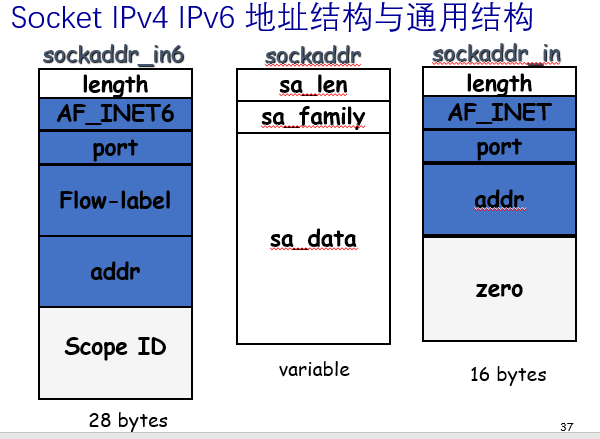 Socket IPv4 IPv6 地址结构与通用结构
sockaddr_in6
length
AF_INET6
port
Flow-label
addr
Scope ID
28 bytes
sockaddr
sa_len
sa_family
sa_data
variable
sockaddr_in
length
AF_INET
port
addr
zero
16 bytes
37